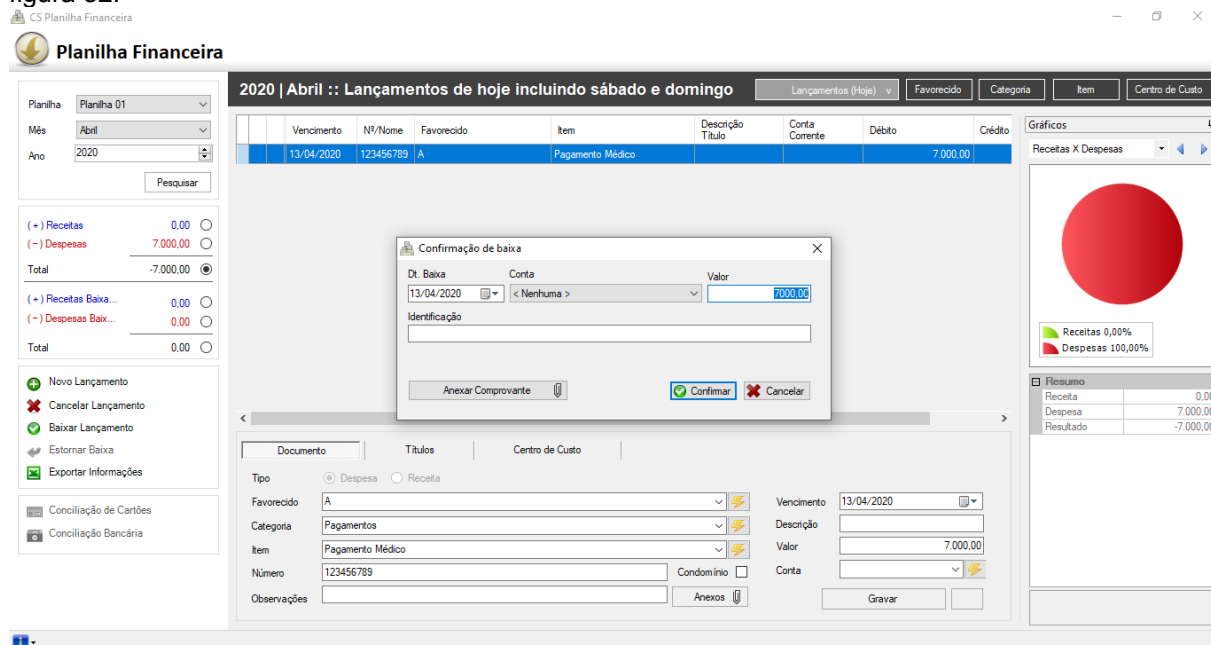 CS Planilha Financeira
Planilha Financeira
Planilha Planilha 01
Mês Abril
Ano 2020
Pesquisar
(+) Receitas 0,00
(-) Despesas 7.000,00
Total -7.000,00
(+) Receitas Baixa... 0,00
(-) Despesas Baix... 0,00
Total 0,00
Novo Lançamento
Cancelar Lançamento
Baixar Lançamento
Estornar Baixa
Exportar Informações
Conciliação de Cartões
Conciliação Bancária
2020 | Abril :: Lançamentos de hoje incluindo sábado e domingo
Lançamentos (Hoje) v Favorecido Categoria Item Centro de Custo
Vencimento Nº/Nome Favorecido Item Descrição Título Conta Corrente Débito Crédito
13/04/2020 123456789 A Pagamento Médico 7.000,00
Confirmação de baixa
Dt. Baixa Conta Valor
13/04/2020 < Nenhuma > 7000,00
Identificação
Anexar Comprovante Confirmar Cancelar
Documento Títulos Centro de Custo
Tipo Despesa Receita
Favorecido A Vencimento 13/04/2020
Categoria Pagamentos Descrição
Item Pagamento Médico Valor 7.000,00
Número 123456789 Condomínio Conta
Observações Anexos Gravar
Gráficos
Receitas X Despesas
Receitas 0,00%
Despesas 100,00%
Resumo
Receita 0,00
Despesa 7.000,00
Resultado -7.000,00